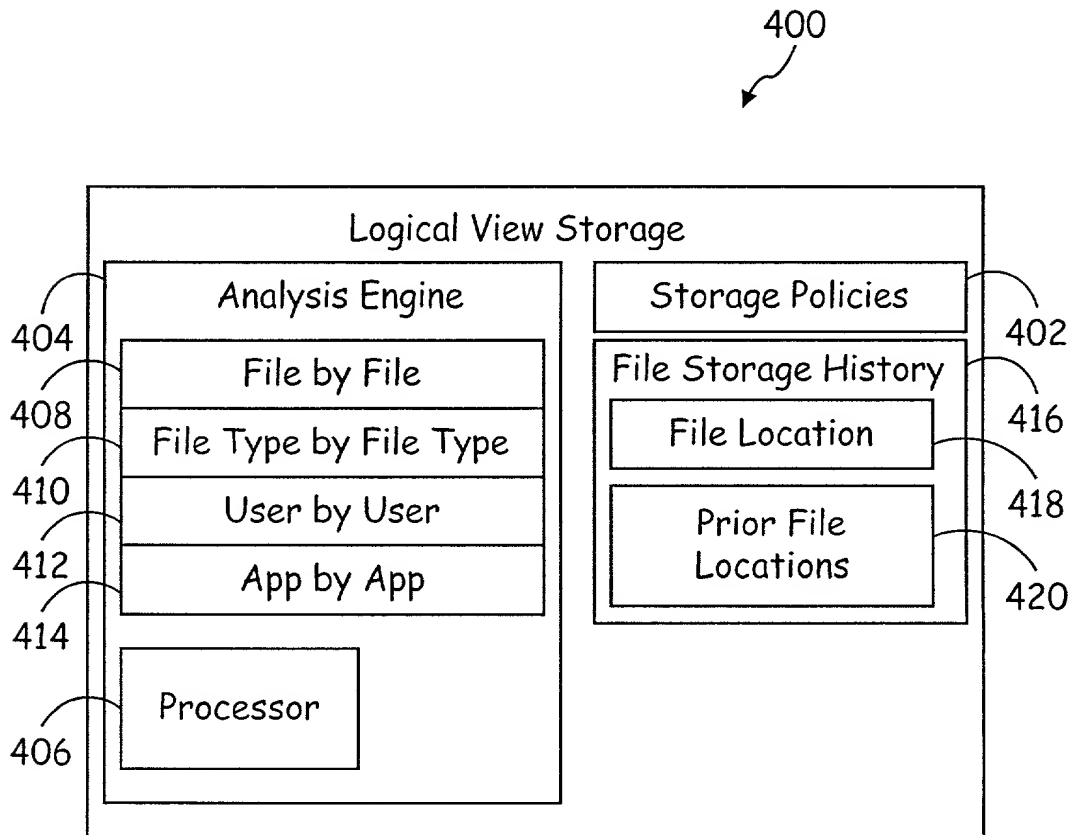 400
Logical View Storage
Analysis Engine
404
File by File
408
File Type by File Type
410
User by User
412
App by App
414
Processor
406
Storage Policies
402
File Storage History
416
File Location
418
Prior File
Locations
420